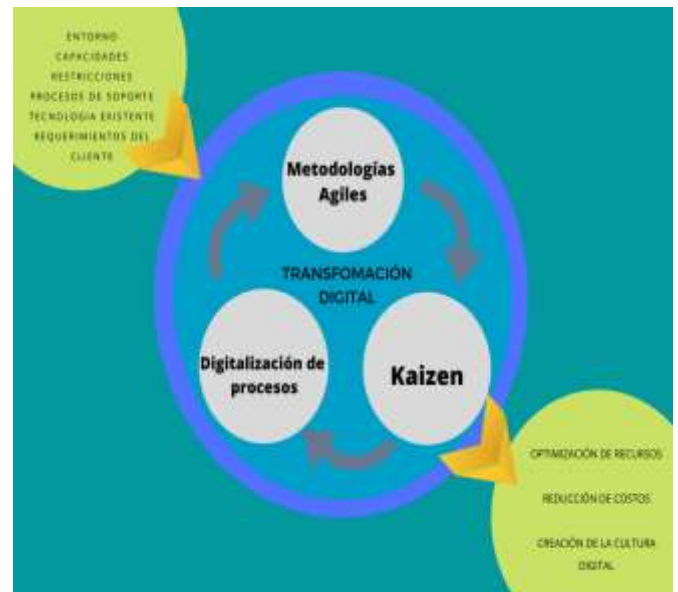 ENTORNO
CAPACIDADES
RESTRICCIONES
PROCESOS DE SOPORTE
TECNOLOGIA EXISTENTE
REQUERIMIENTOS DEL
CLIENTE
Metodologías
Agiles
TRANSFOMACIÓN
DIGITAL
Digitalización de
procesos
Kaizen
OPTIMIZACIÓN DE RECURSOS
REDUCCIÓN DE COSTOS
CREACIÓN DE LA CULTURA
DIGITAL